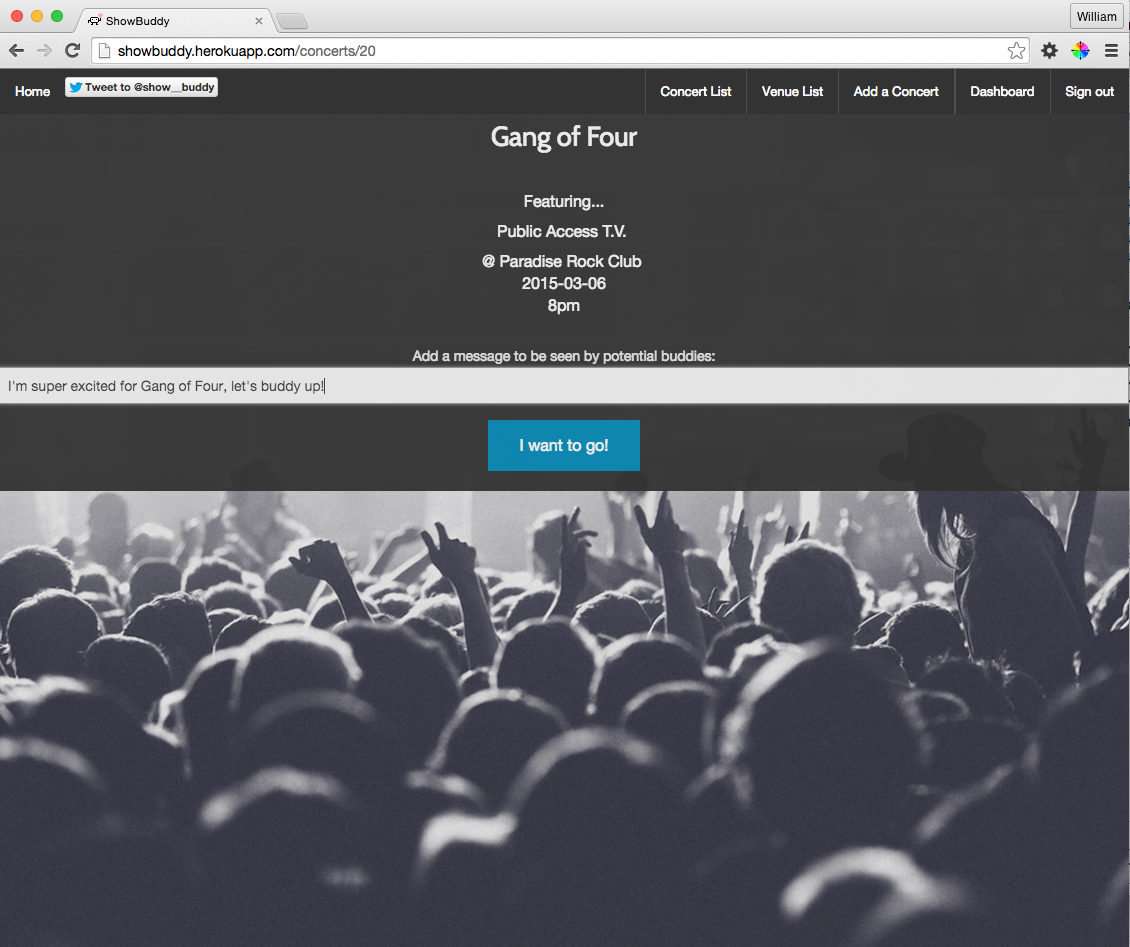 ShowBuddy
William
showbuddy.herokuapp.com/concerts/20
Home
Tweet to @show__buddy
Concert List
Venue List
Add a Concert
Dashboard
Sign out
Gang of Four
Featuring...
Public Access T.V.
@ Paradise Rock Club
2015-03-06
8pm
Add a message to be seen by potential buddies:
I'm super excited for Gang of Four, let's buddy up!
I want to go!